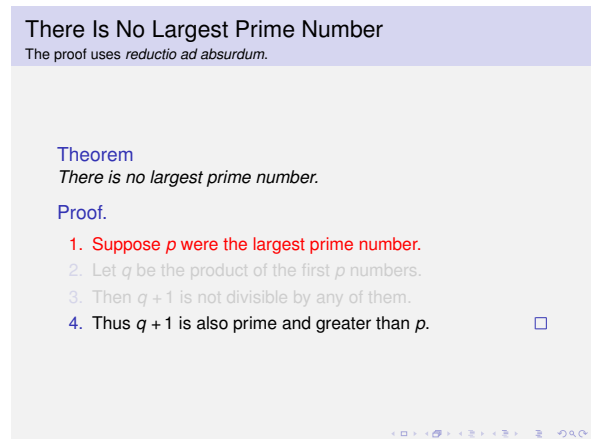 There Is No Largest Prime Number
The proof uses reductio ad absurdum.
Theorem
There is no largest prime number.
Proof.
1. Suppose p were the largest prime number.
2. Let q be the product of the first p numbers.
3. Then q + 1 is not divisible by any of them.
4. Thus q + 1 is also prime and greater than p.